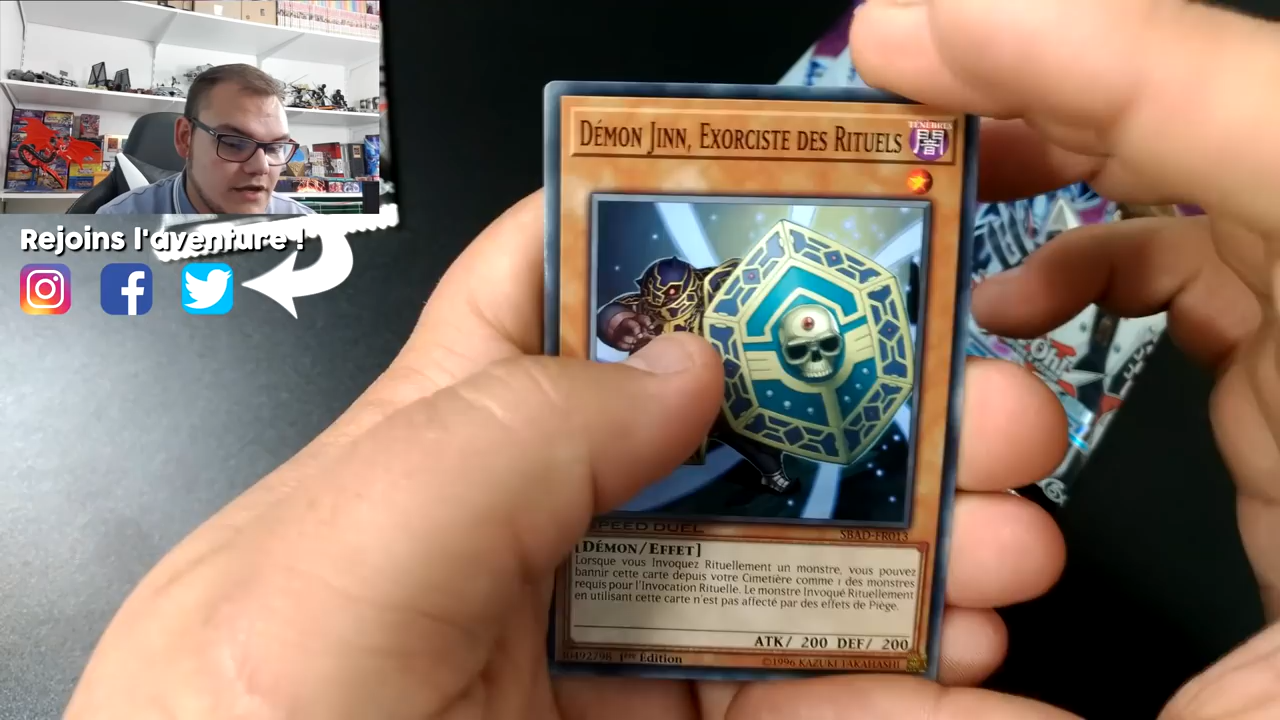 Rejoins l'aventure !
DÉMON JINN, EXORCISTE DES RITUELS
TÉNÈBRES
闇
SPEED DUEL
SBAD-FR013
[DÉMON/EFFET]
Lorsque vous Invoquez Rituellement un monstre, vous pouvez
bannir cette carte depuis votre Cimetière comme 1 des monstres
requis pour l'Invocation Rituelle. Le monstre Invoqué Rituellement
en utilisant cette carte n'est pas affecté par des effets de Piège.
ATK/ 200 DEF/ 200
1ère Édition
©1996 KAZUKI TAKAHASHI